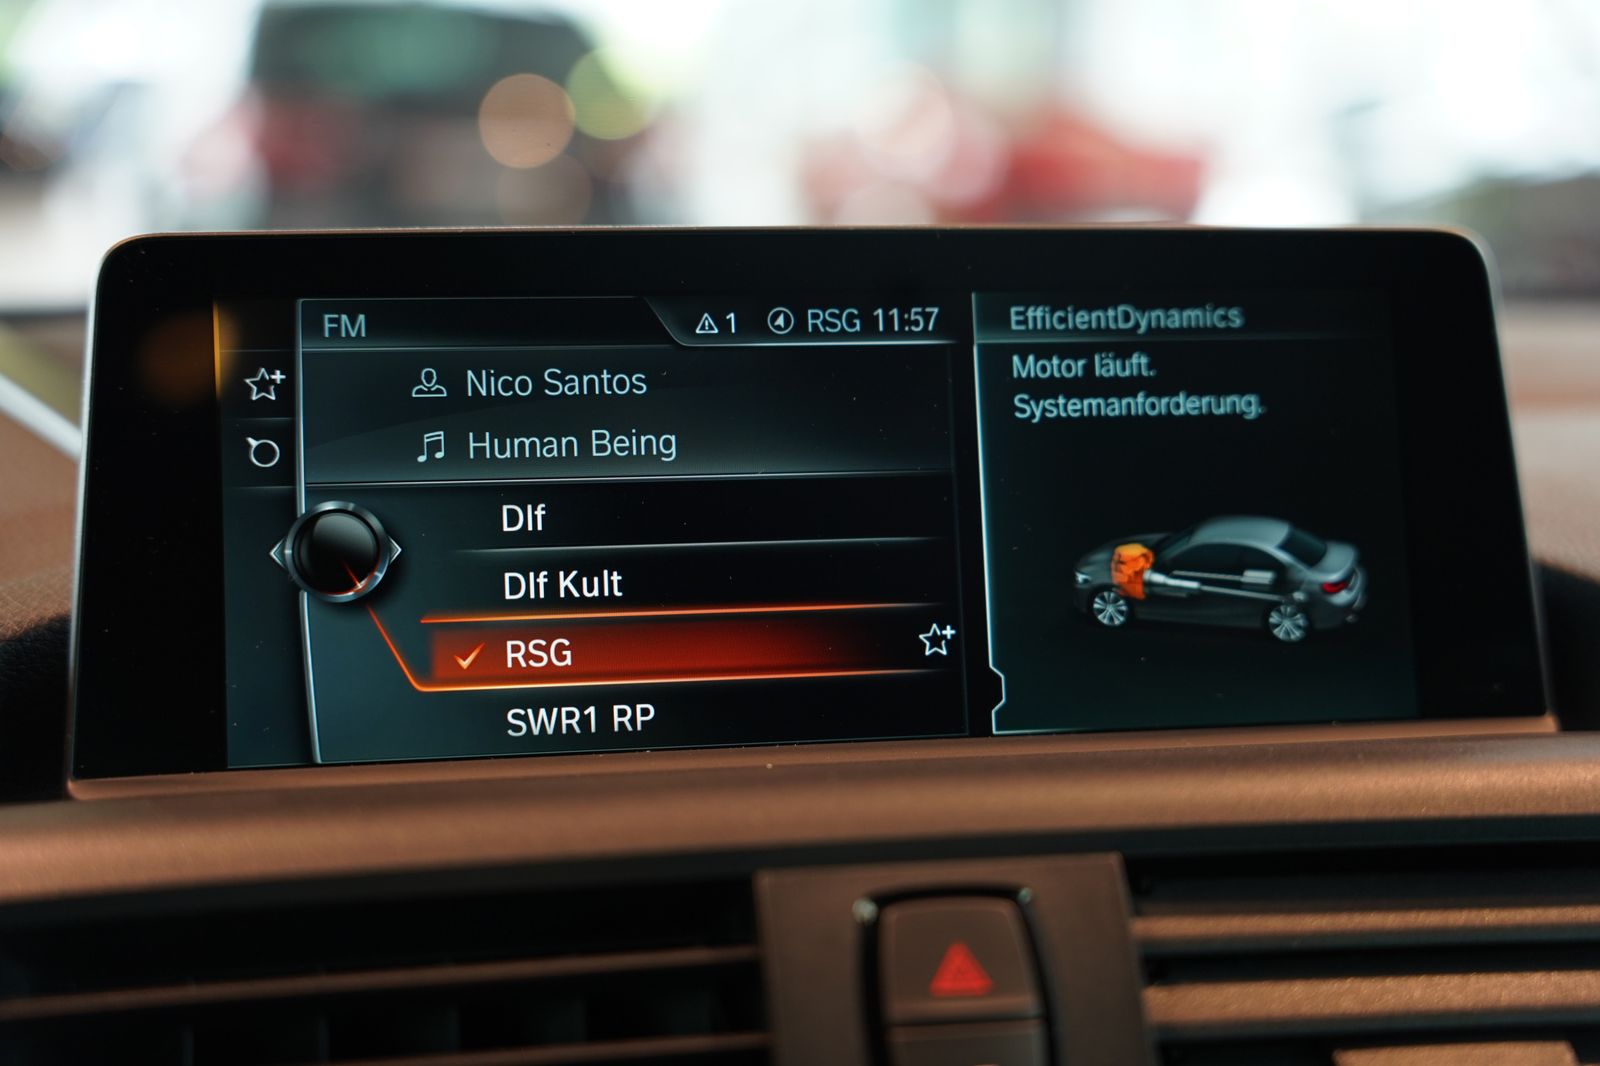 FM
1 RSG 11:57
Nico Santos
Human Being
Dlf
Dlf Kult
RSG
SWR1 RP
EfficientDynamics
Motor läuft.
Systemanforderung.